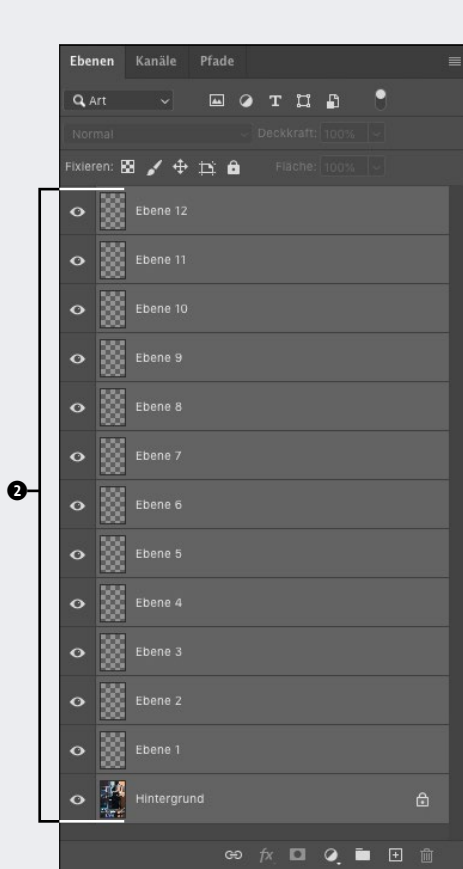 Ebenen Kanäle Pfade
Art T
Normal Deckkraft: 100%
Fixieren: Fläche: 100%
Ebene 12
Ebene 11
Ebene 10
Ebene 9
Ebene 8
Ebene 7
2
Ebene 6
Ebene 5
Ebene 4
Ebene 3
Ebene 2
Ebene 1
Hintergrund
fx